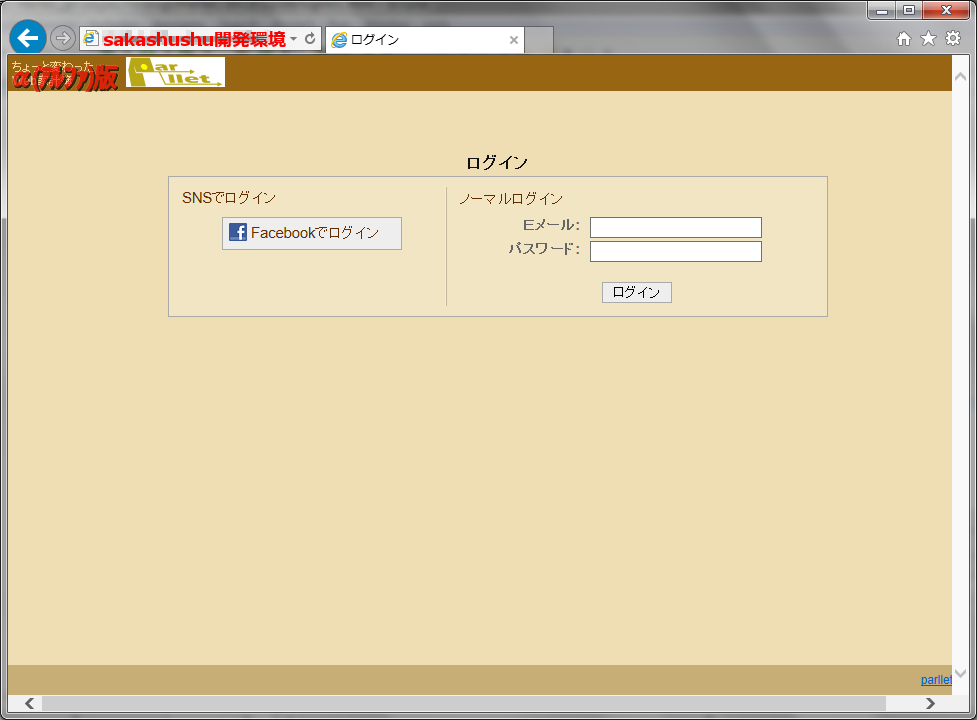 sakashushu開発環境
ログイン
ちょっと変わった
α(アルファ)版
Par
llet
ログイン
SNSでログイン
ノーマルログイン
Facebookでログイン
Eメール:
パスワード:
ログイン
parllet